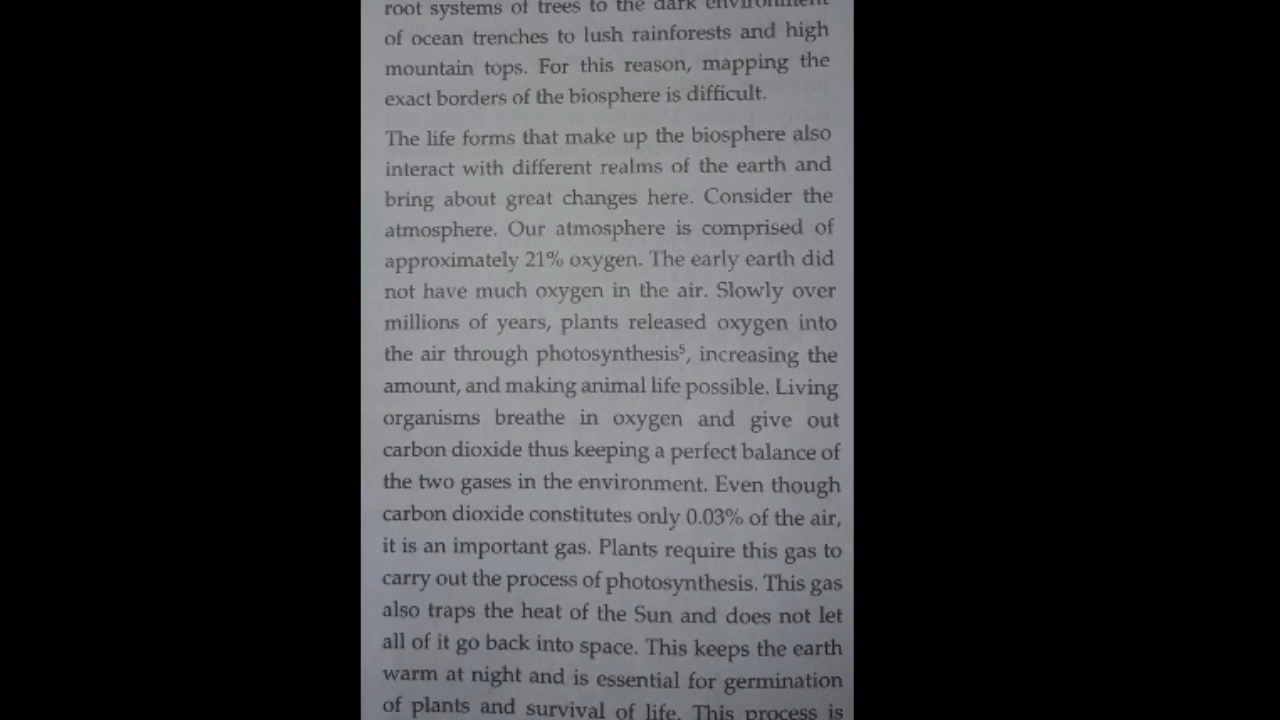 root systems of trees to the dark environment
of ocean trenches to lush rainforests and high
mountain tops. For this reason, mapping the
exact borders of the biosphere is difficult.
The life forms that make up the biosphere also
interact with different realms of the earth and
bring about great changes here. Consider the
atmosphere. Our atmosphere is comprised of
approximately 21% oxygen. The early earth did
not have much oxygen in the air. Slowly over
millions of years, plants released oxygen into
the air through photosynthesis⁵, increasing the
amount, and making animal life possible. Living
organisms breathe in oxygen and give out
carbon dioxide thus keeping a perfect balance of
the two gases in the environment. Even though
carbon dioxide constitutes only 0.03% of the air,
it is an important gas. Plants require this gas to
carry out the process of photosynthesis. This gas
also traps the heat of the Sun and does not let
all of it go back into space. This keeps the earth
warm at night and is essential for germination
of plants and survival of life. This process is